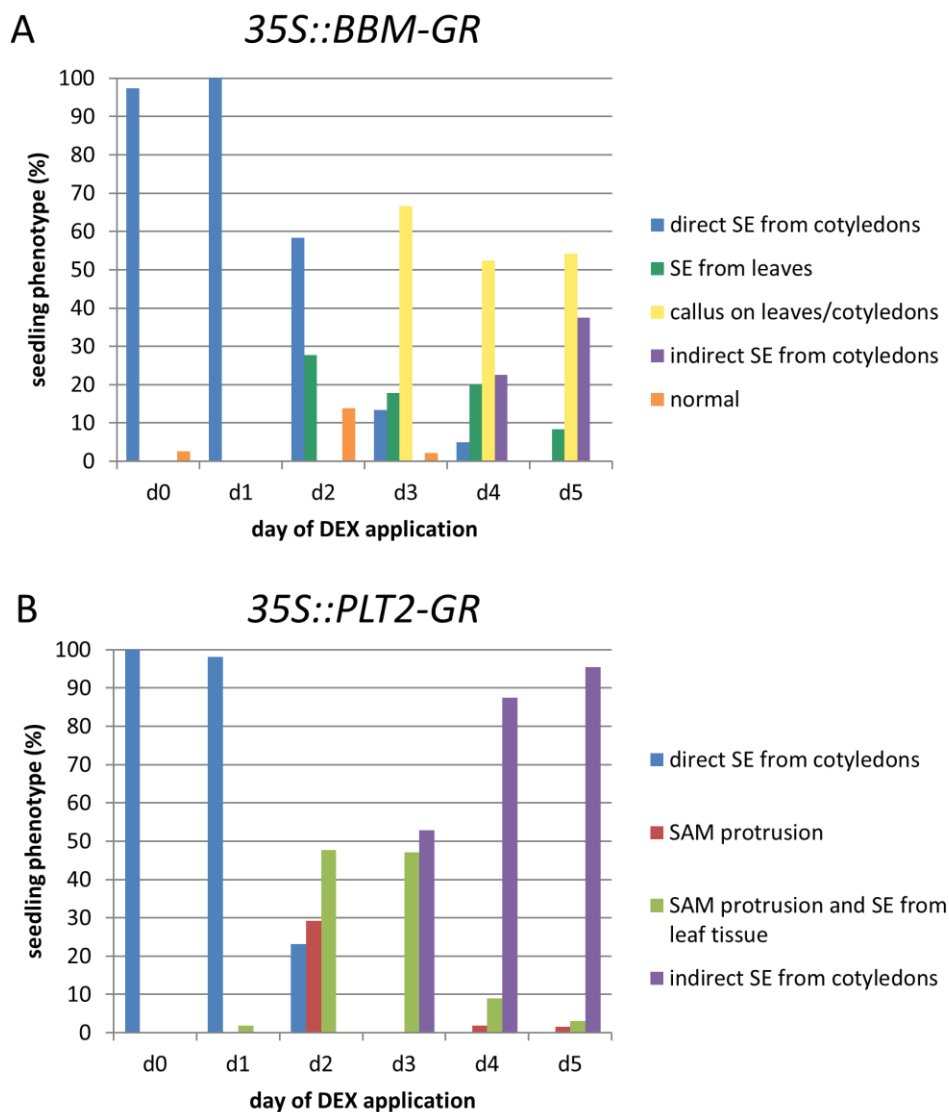 A
35S::BBM-GR
100
90
80
70
60
50
40
30
20
10
0
seedling phenotype (%)
d0 d1 d2 d3 d4 d5
day of DEX application
direct SE from cotyledons
SE from leaves
callus on leaves/cotyledons
indirect SE from cotyledons
normal
B
35S::PLT2-GR
100
90
80
70
60
50
40
30
20
10
0
seedling phenotype (%)
d0 d1 d2 d3 d4 d5
day of DEX application
direct SE from cotyledons
SAM protrusion
SAM protrusion and SE from
leaf tissue
indirect SE from cotyledons